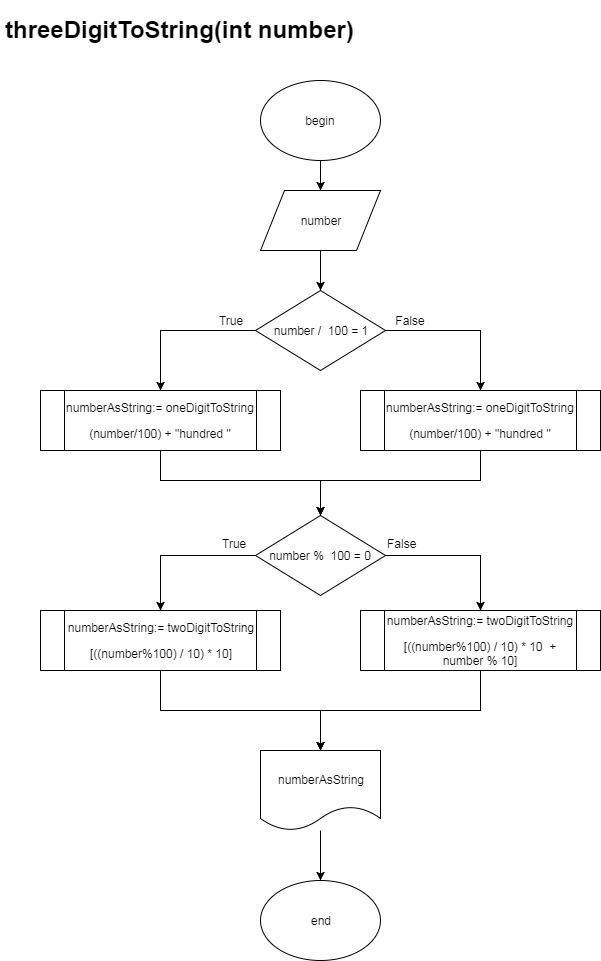 threeDigitToString(int number)
begin
number
True
number / 100 = 1
False
numberAsString:= oneDigitToString
(number/100) + "hundred "
numberAsString:= oneDigitToString
(number/100) + "hundred "
True
number % 100 = 0
False
numberAsString:= twoDigitToString
[((number%100) / 10) * 10]
numberAsString:= twoDigitToString
[((number%100) / 10) * 10 +
number % 10]
numberAsString
end